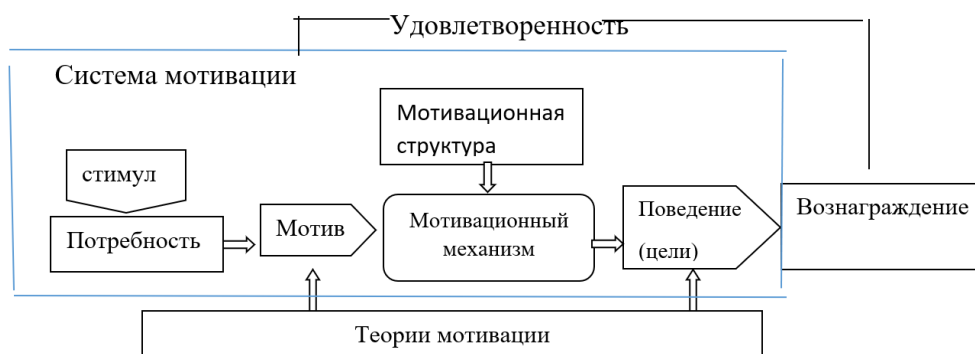 Удовлетворенность
Система мотивации
Мотивационная
структура
стимул
Потребность
Мотив
Мотивационный
механизм
Поведение
(цели)
Вознаграждение
Теории мотивации